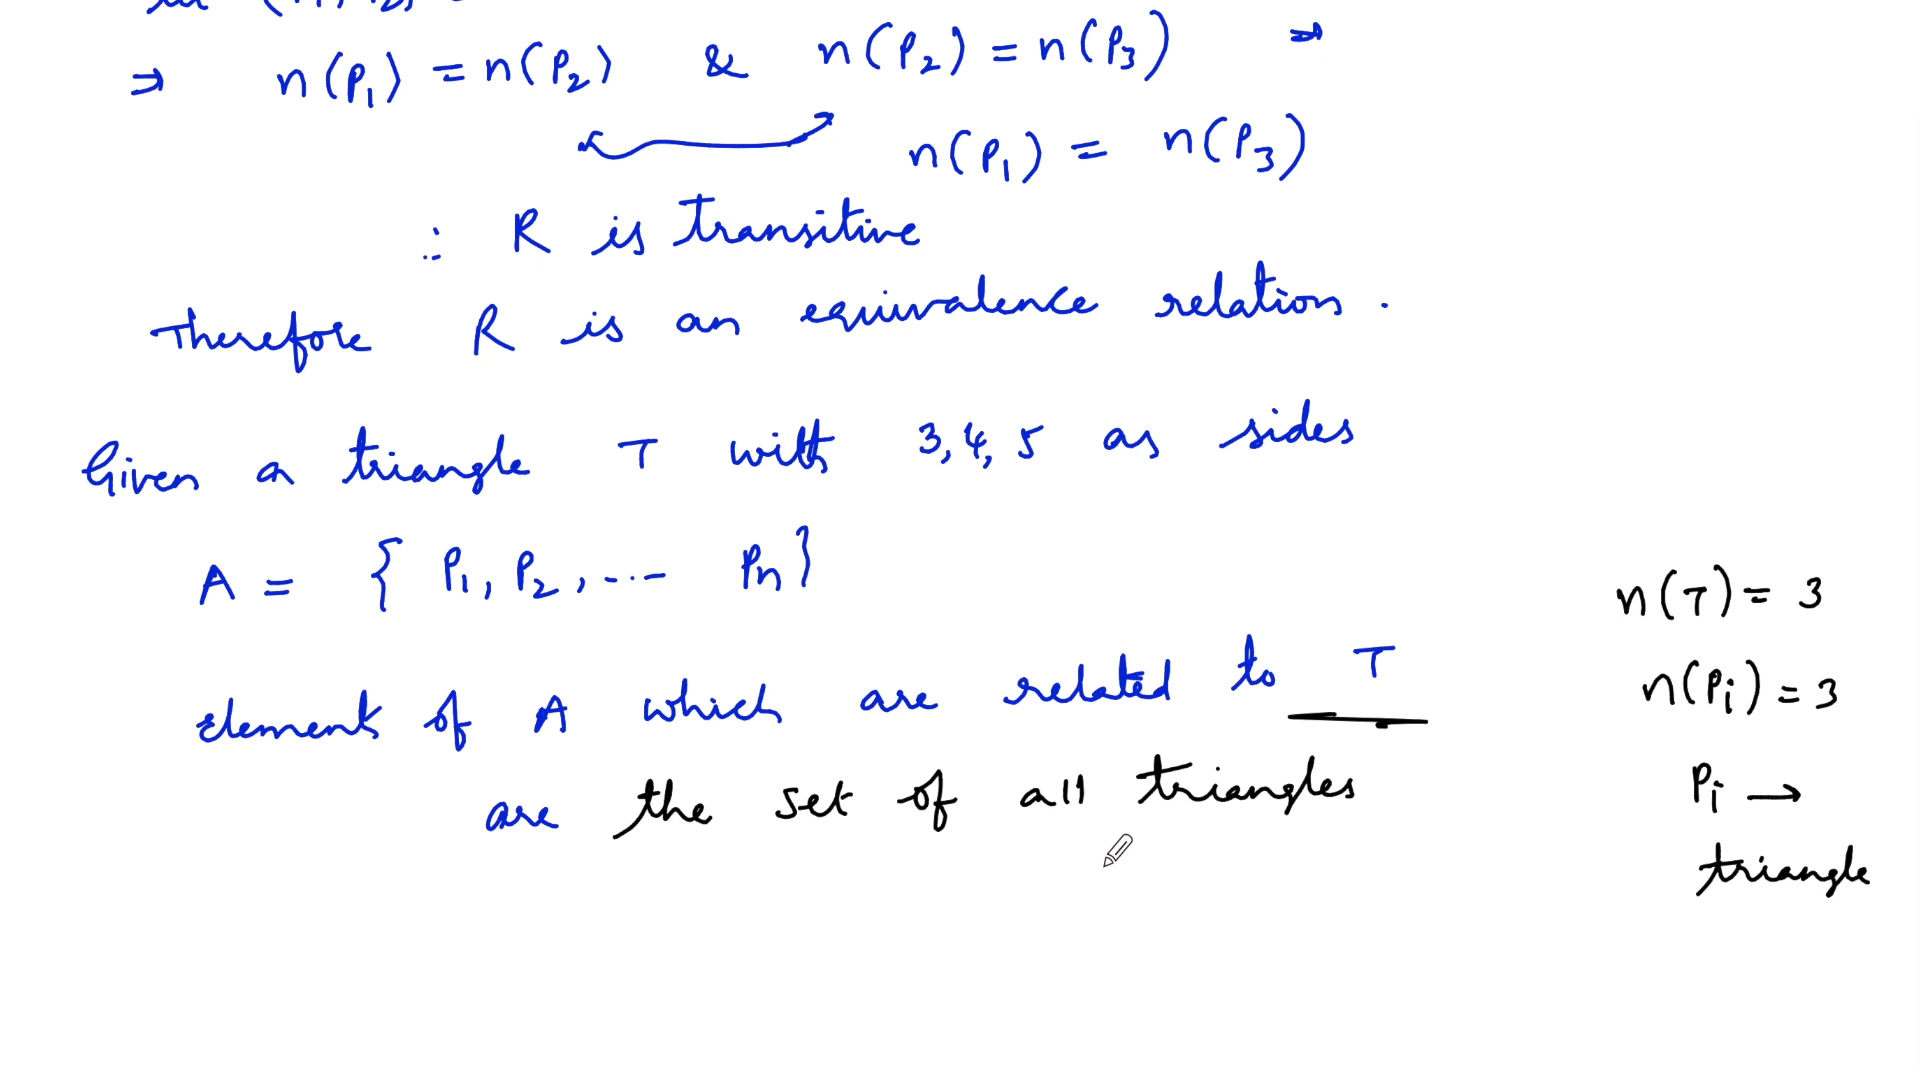 ⇒ n(P₁) = n(P₂) & n(P₂) = n(P₃) ⇒
n(P₁) = n(P₃)
∴ R is transitive
Therefore R is an equivalence relation.
Given a triangle T with 3, 4, 5 as sides
A = { P₁, P₂, ---- Pn}
n(T) = 3
element of A which are related to T
n(Pi) = 3
are the set of all triangles
Pi →
triangle